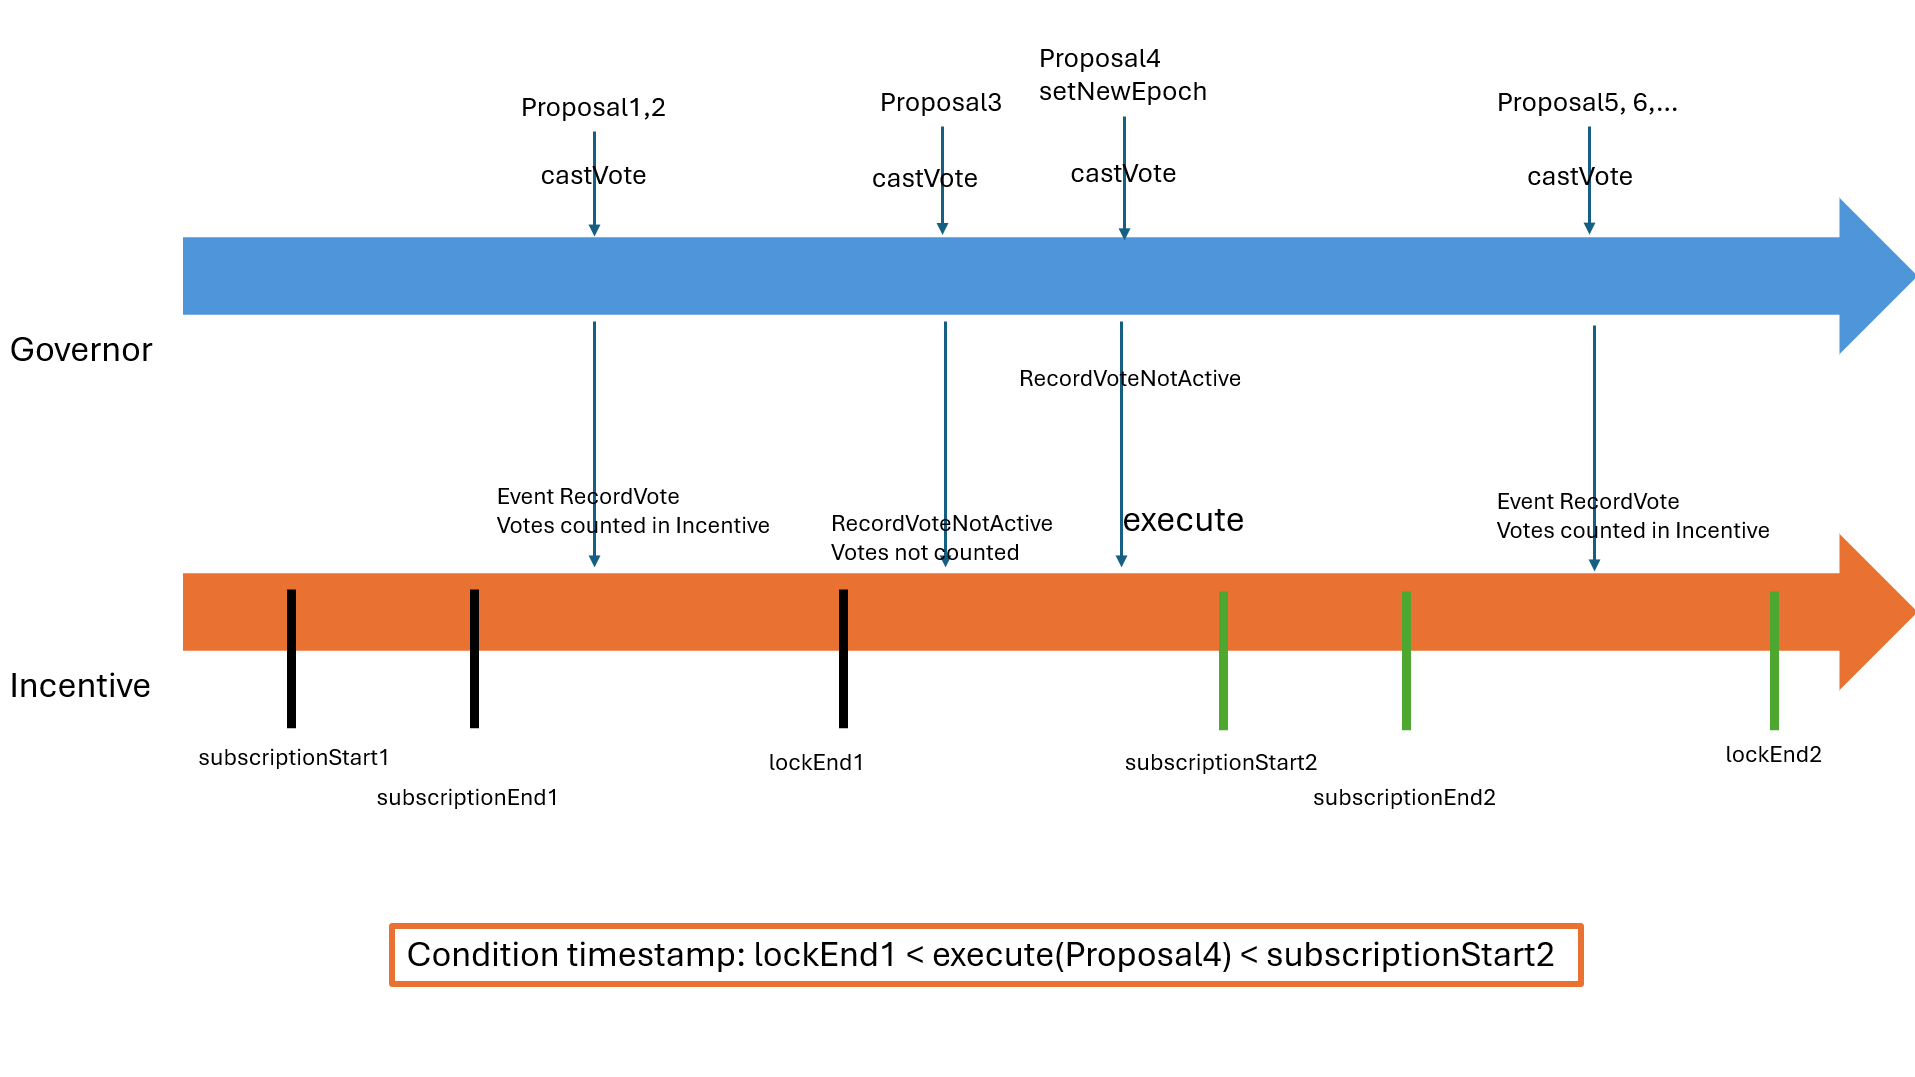 Proposal4
setNewEpoch
Proposal1,2
Proposal3
Proposal5, 6,...
castVote
castVote
castVote
castVote
Governor
RecordVoteNotActive
Event RecordVote
Votes counted in Incentive
RecordVoteNotActive
Votes not counted
execute
Event RecordVote
Votes counted in Incentive
Incentive
subscriptionStart1
subscriptionEnd1
lockEnd1
subscriptionStart2
subscriptionEnd2
lockEnd2
Condition timestamp: lockEnd1 < execute(Proposal4) < subscriptionStart2